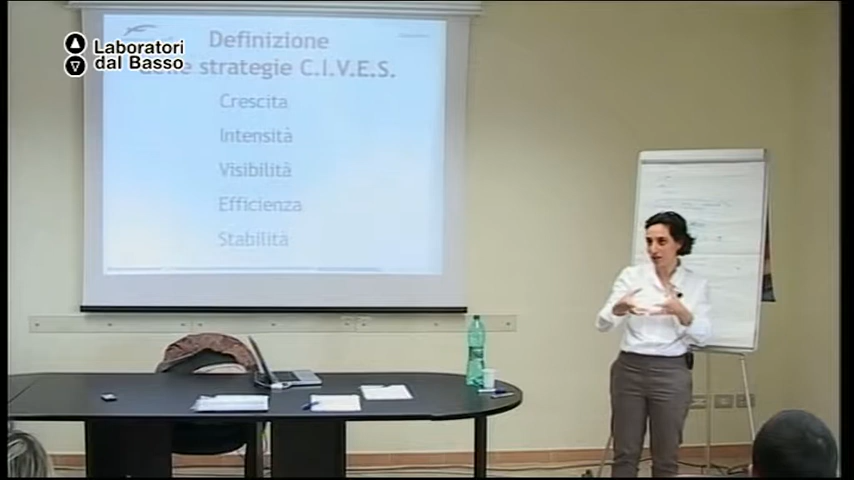 Laboratori
dal Basso
Definizione
delle strategie C.I.V.E.S.
Crescita
Intensità
Visibilità
Efficienza
Stabilità